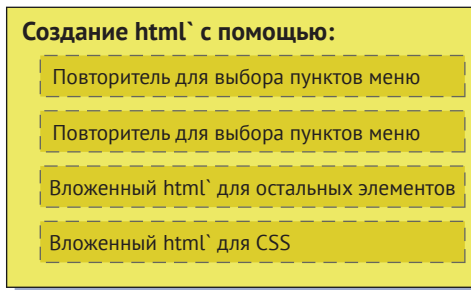 Создание html` с помощью:
Повторитель для выбора пунктов меню
Повторитель для выбора пунктов меню
Вложенный html` для остальных элементов
Вложенный html` для CSS